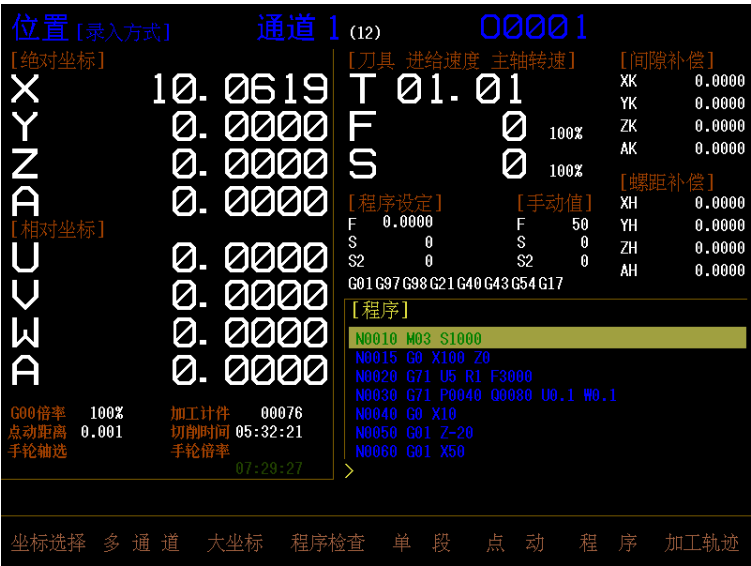 位置 [录入方式] 通道 1 (12) O0001
[绝对坐标]
X 10.0619
Y 0.0000
Z 0.0000
A 0.0000
[相对坐标]
U 0.0000
V 0.0000
W 0.0000
A 0.0000
G00倍率 100% 加工计件 00076
点动距离 0.001 切削时间 05:32:21
手轮轴选 手轮倍率
07:29:27
[刀具 进给速度 主轴转速]
T 01.01
F 0 100%
S 0 100%
[程序设定] [手动值]
F 0.0000 F 50
S 0 S 0
S2 0 S2 0
G01 G97 G98 G21 G40 G43 G54 G17
[间隙补偿]
XK 0.0000
YK 0.0000
ZK 0.0000
AK 0.0000
[螺距补偿]
XH 0.0000
YH 0.0000
ZH 0.0000
AH 0.0000
[程序]
N0010 M03 S1000
N0015 G0 X100 Z0
N0020 G71 U5 R1 F3000
N0030 G71 P0040 Q0080 U0.1 W0.1
N0040 G0 X10
N0050 G01 Z-20
N0060 G01 X50
>
坐标选择 多通道 大坐标 程序检查 单段 点动 程序 加工轨迹